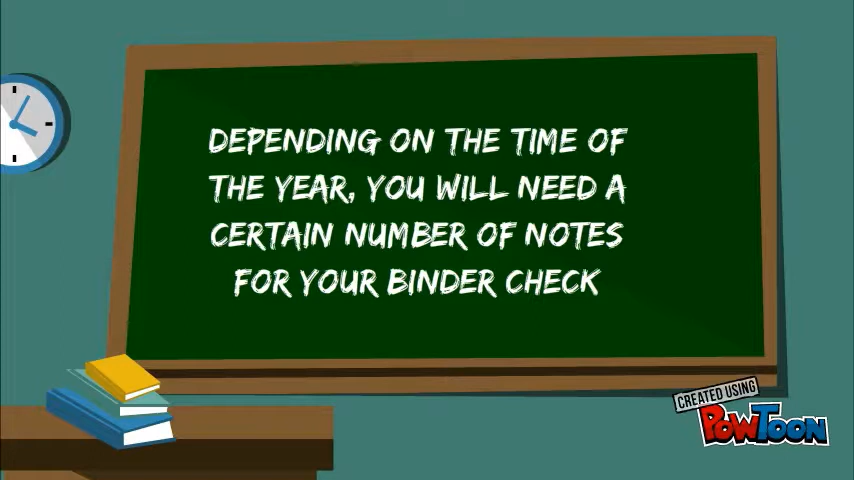 DEPENDING ON THE TIME OF
THE YEAR, YOU WILL NEED A
CERTAIN NUMBER OF NOTES
FOR YOUR BINDER CHECK
CREATED USING
POWTOON